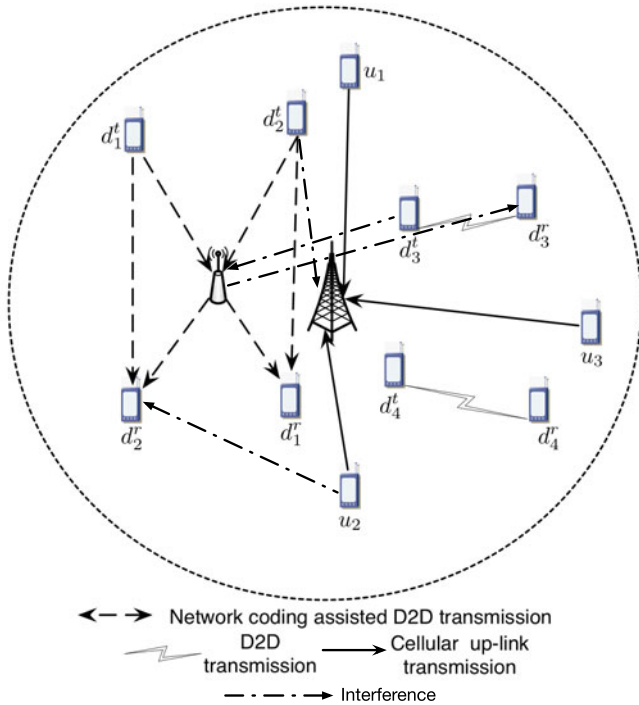 u₁
d₁ᵗ
d₂ᵗ
d₃ᵗ
d₃ʳ
u₃
d₄ᵗ
d₄ʳ
d₂ʳ
d₁ʳ
u₂
Network coding assisted D2D transmission
D2D transmission
Cellular up-link transmission
Interference